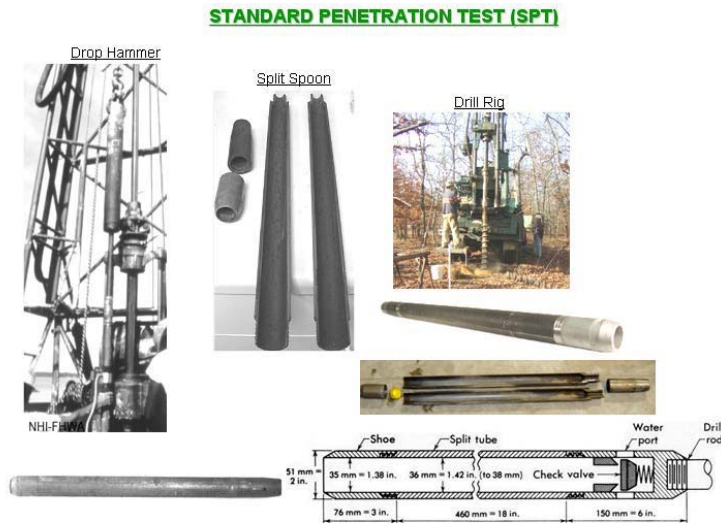 STANDARD PENETRATION TEST (SPT)
Drop Hammer
Split Spoon
Drill Rig
NHI-FHWA
Shoe
Split tube
Water
port
Drill
rod
51 mm =
2 in.
35 mm = 1.38 in.
36 mm = 1.42 in. (to 38 mm)
Check valve
76 mm = 3 in.
460 mm = 18 in.
150 mm = 6 in.